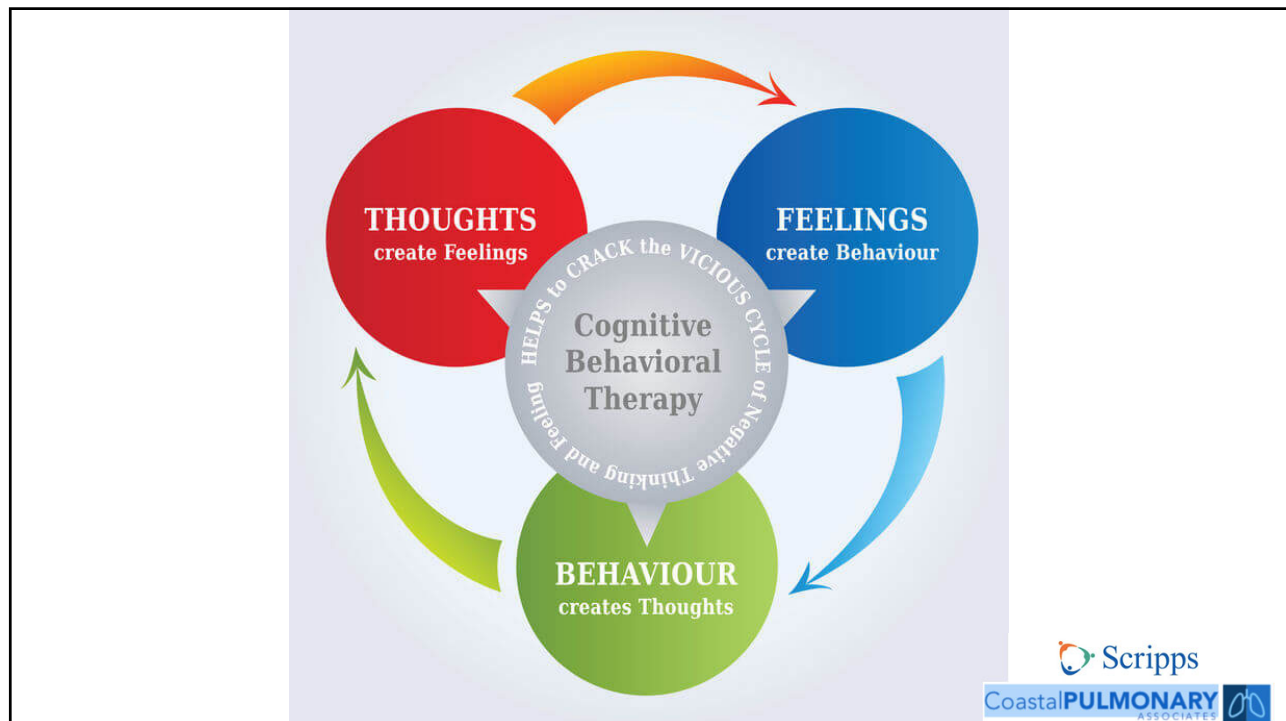 THOUGHTS
create Feelings
FEELINGS
create Behaviour
HELPS to CRACK the VICIOUS CYCLE of Negative Thinking and Feeling
Cognitive
Behavioral
Therapy
BEHAVIOUR
creates Thoughts
Scripps
CoastalPULMONARY
ASSOCIATES